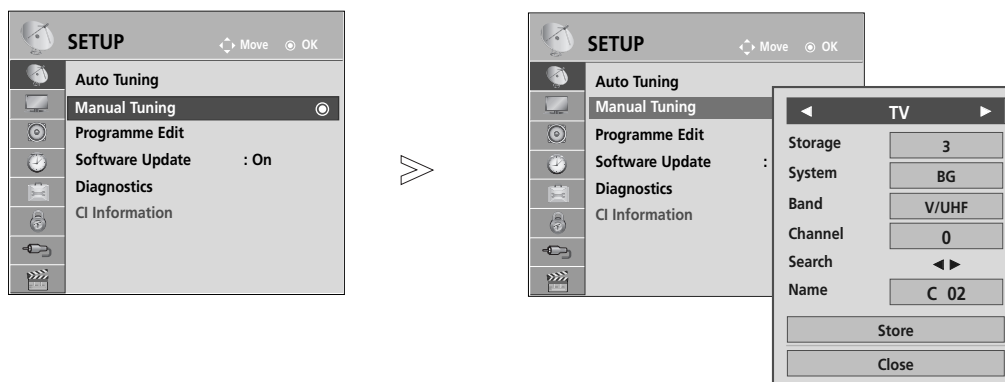 SETUP Move OK
Auto Tuning
Manual Tuning
Programme Edit
Software Update : On
Diagnostics
CI Information
SETUP Move OK
Auto Tuning
Manual Tuning
Programme Edit
Software Update :
Diagnostics
CI Information
◄ TV ►
Storage 3
System BG
Band V/UHF
Channel 0
Search ◄ ►
Name C 02
Store
Close